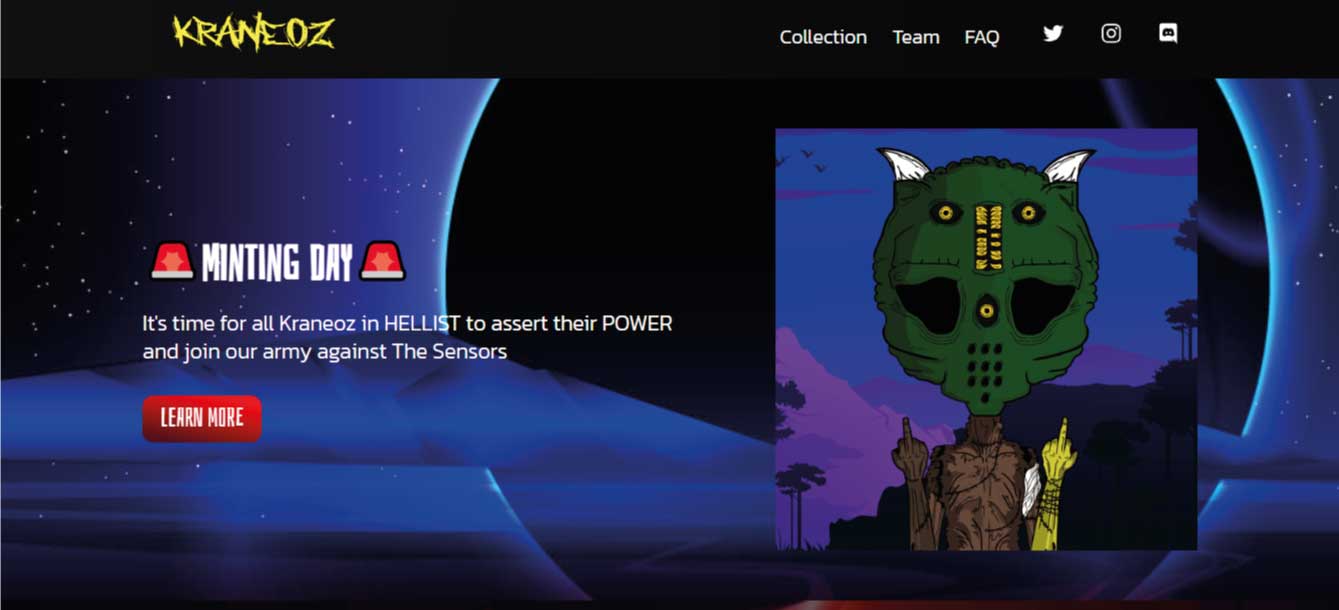 KRANEOZ
Collection Team FAQ
MINTING DAY
It's time for all Kraneoz in HELLIST to assert their POWER
and join our army against The Sensors
LEARN MORE